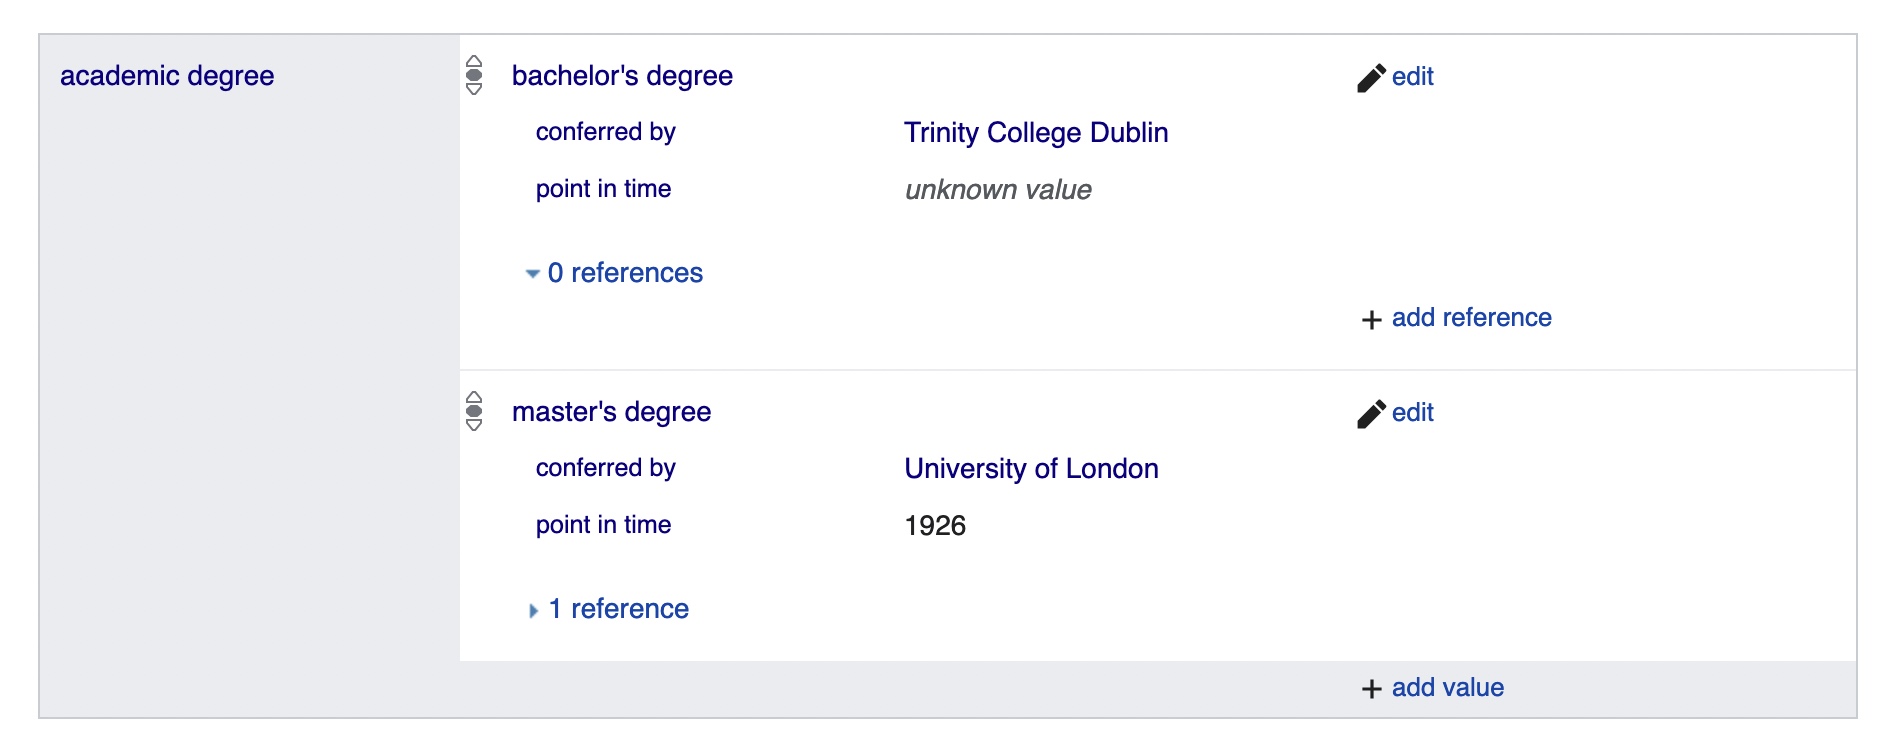 academic degree
bachelor's degree
edit
conferred by
Trinity College Dublin
point in time
unknown value
0 references
+ add reference
master's degree
edit
conferred by
University of London
point in time
1926
1 reference
+ add value